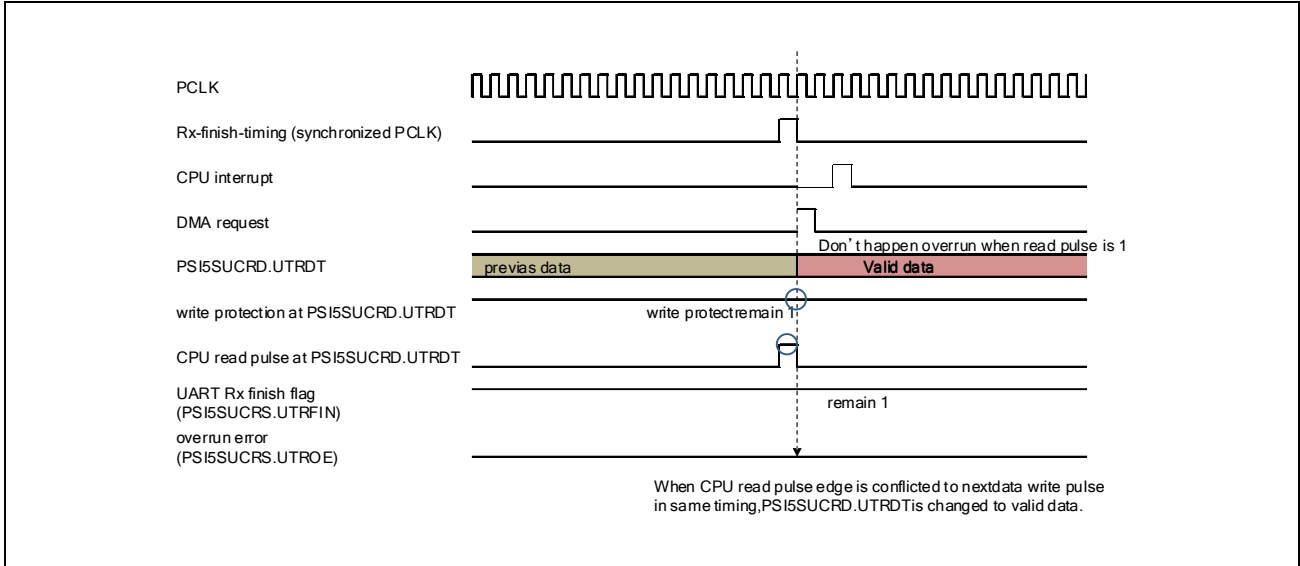 PCLK
Rx-finish-timing (synchronized PCLK)
CPU interrupt
DMA request
Don't happen overrun when read pulse is 1
PSI5SUCRD.UTRDT
previas data
Valid data
write protection at PSI5SUCRD.UTRDT
write protectremain 1
CPU read pulse at PSI5SUCRD.UTRDT
UART Rx finish flag
(PSI5SUCRS.UTRFIN)
remain 1
overrun error
(PSI5SUCRS.UTROE)
When CPU read pulse edge is conflicted to nextdata write pulse
in same timing,PSI5SUCRD.UTRDTis changed to valid data.